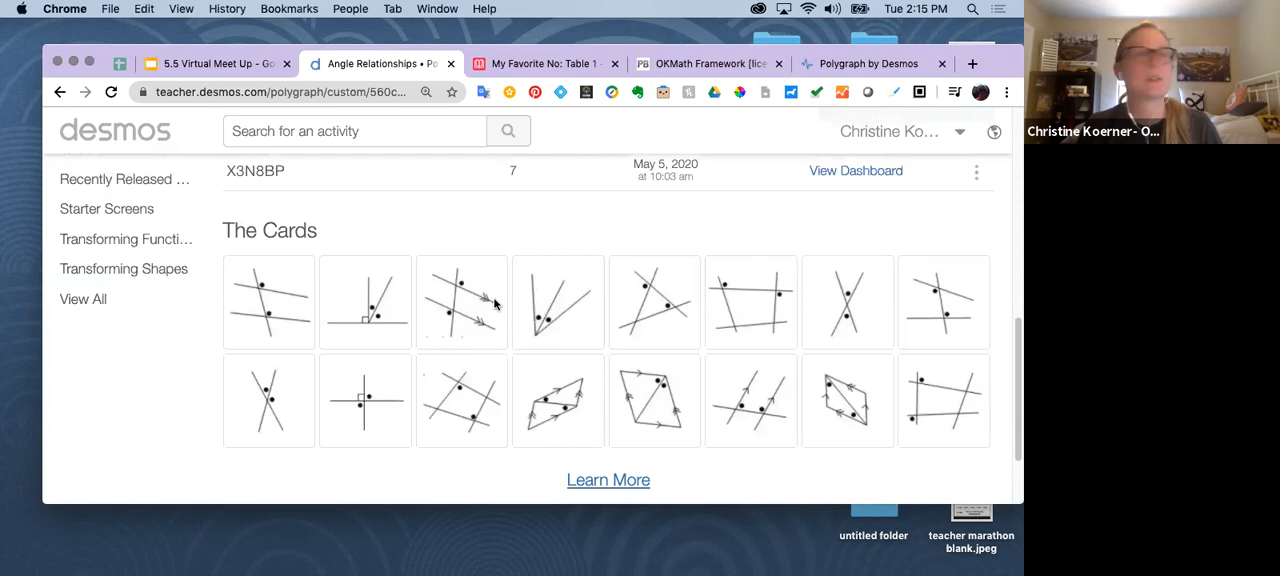 Chrome File Edit View History Bookmarks People Tab Window Help Tue 2:15 PM
5.5 Virtual Meet Up - Go Angle Relationships • Po My Favorite No: Table 1 - OKMath Framework [lice Polygraph by Desmos
teacher.desmos.com/polygraph/custom/560c...
desmos Search for an activity Christine Ko...
Recently Released ... X3N8BP 7 May 5, 2020 View Dashboard
at 10:03 am
Starter Screens
The Cards
Transforming Functi...
Transforming Shapes
View All
Learn More
untitled folder teacher marathon
blank.jpeg
Christine Koerner- O...